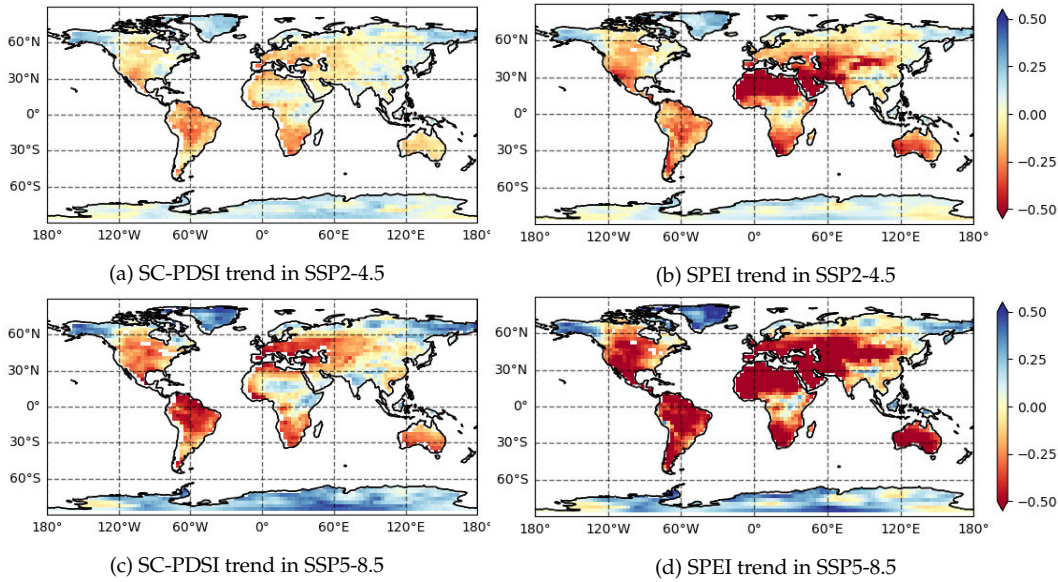 60°N
30°N
0°
30°S
60°S
180°
120°W
60°W
0°
60°E
120°E
180°
(a) SC-PDSI trend in SSP2-4.5
60°N
30°N
0°
30°S
60°S
180°
120°W
60°W
0°
60°E
120°E
180°
(b) SPEI trend in SSP2-4.5
0.50
0.25
0.00
−0.25
−0.50
60°N
30°N
0°
30°S
60°S
180°
120°W
60°W
0°
60°E
120°E
180°
(c) SC-PDSI trend in SSP5-8.5
60°N
30°N
0°
30°S
60°S
180°
120°W
60°W
0°
60°E
120°E
180°
(d) SPEI trend in SSP5-8.5
0.50
0.25
0.00
−0.25
−0.50